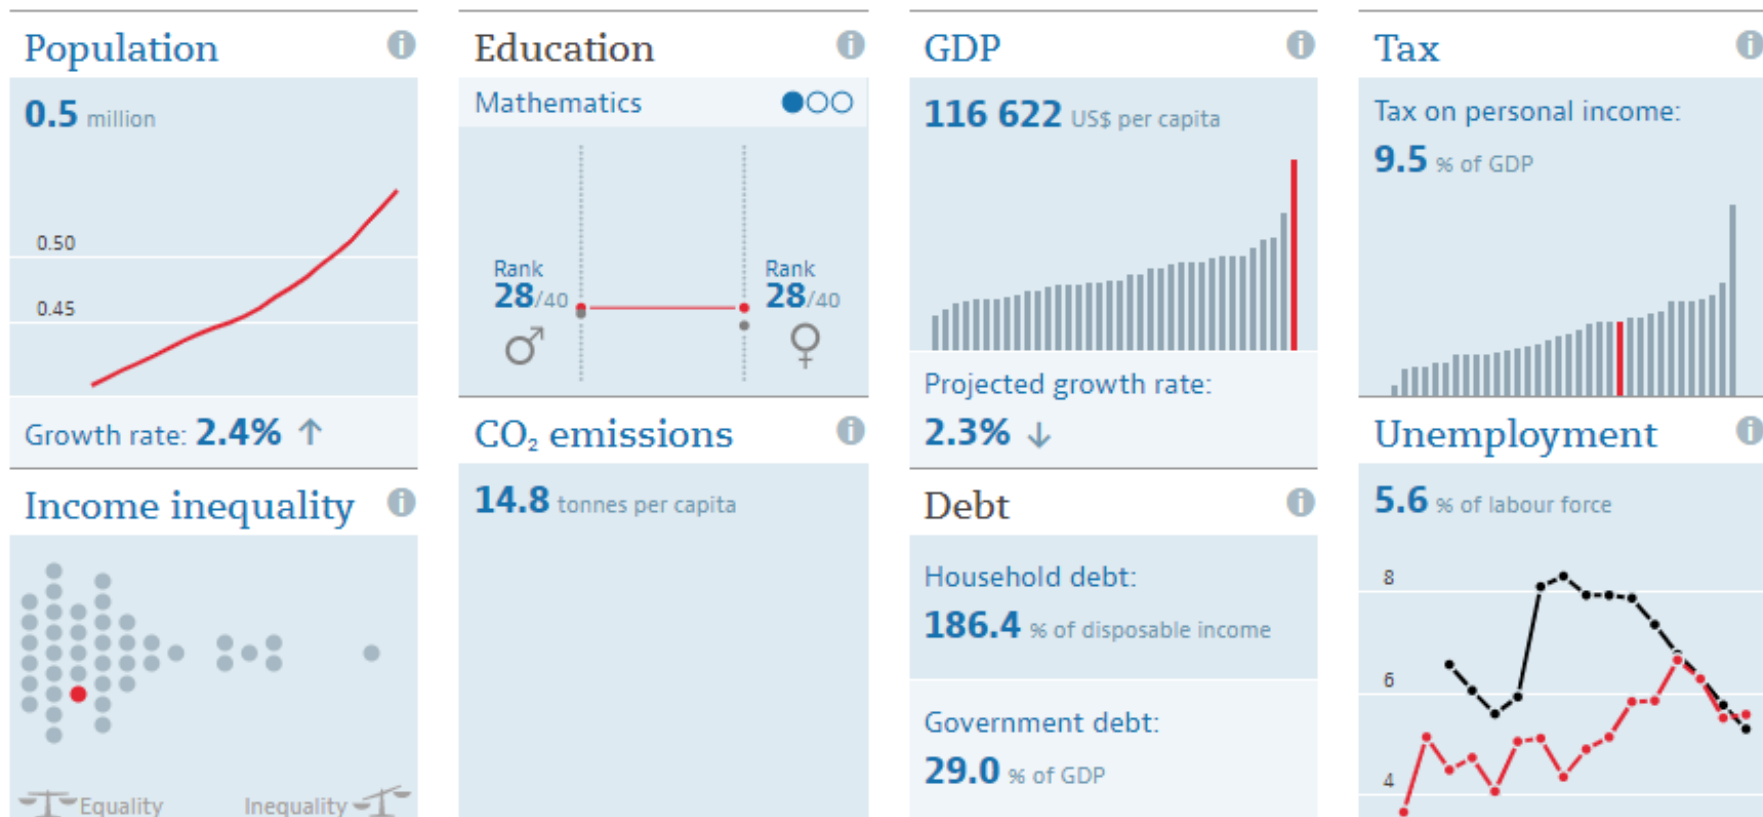 Population
0.5 million
0.50
0.45
Growth rate: 2.4% ↑
Income inequality
Equality
Inequality
Education
Mathematics
Rank
28/40
Rank
28/40
CO₂ emissions
14.8 tonnes per capita
GDP
116 622 US$ per capita
Projected growth rate:
2.3% ↓
Debt
Household debt:
186.4 % of disposable income
Government debt:
29.0 % of GDP
Tax
Tax on personal income:
9.5 % of GDP
Unemployment
5.6 % of labour force
8
6
4